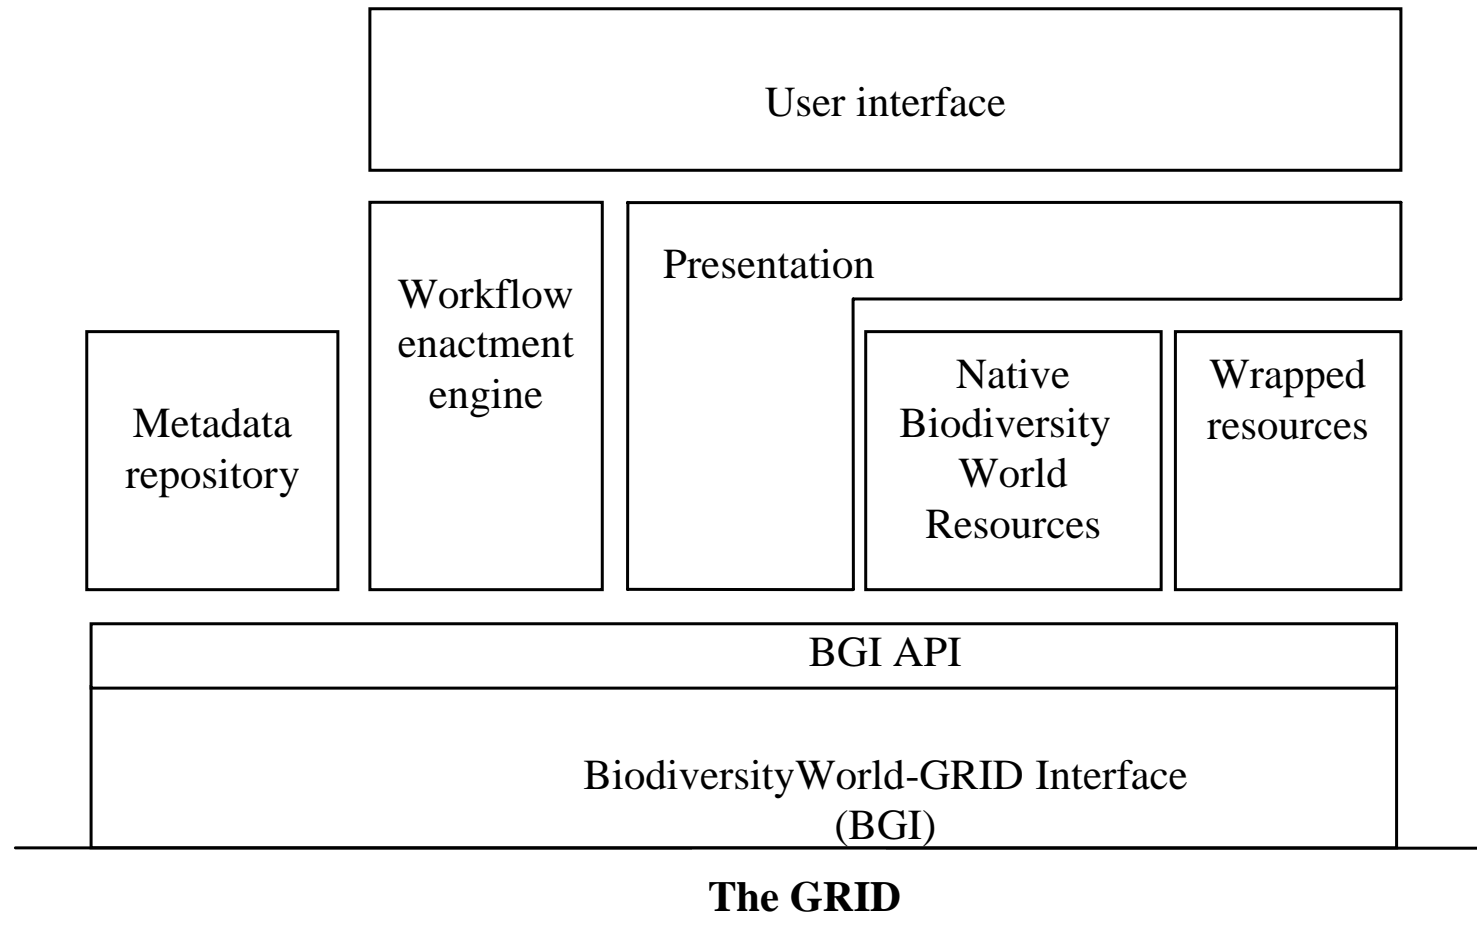 User interface
Presentation
Workflow
enactment
engine
Metadata
repository
Native
Biodiversity
World
Resources
Wrapped
resources
BGI API
BiodiversityWorld-GRID Interface
(BGI)
The GRID